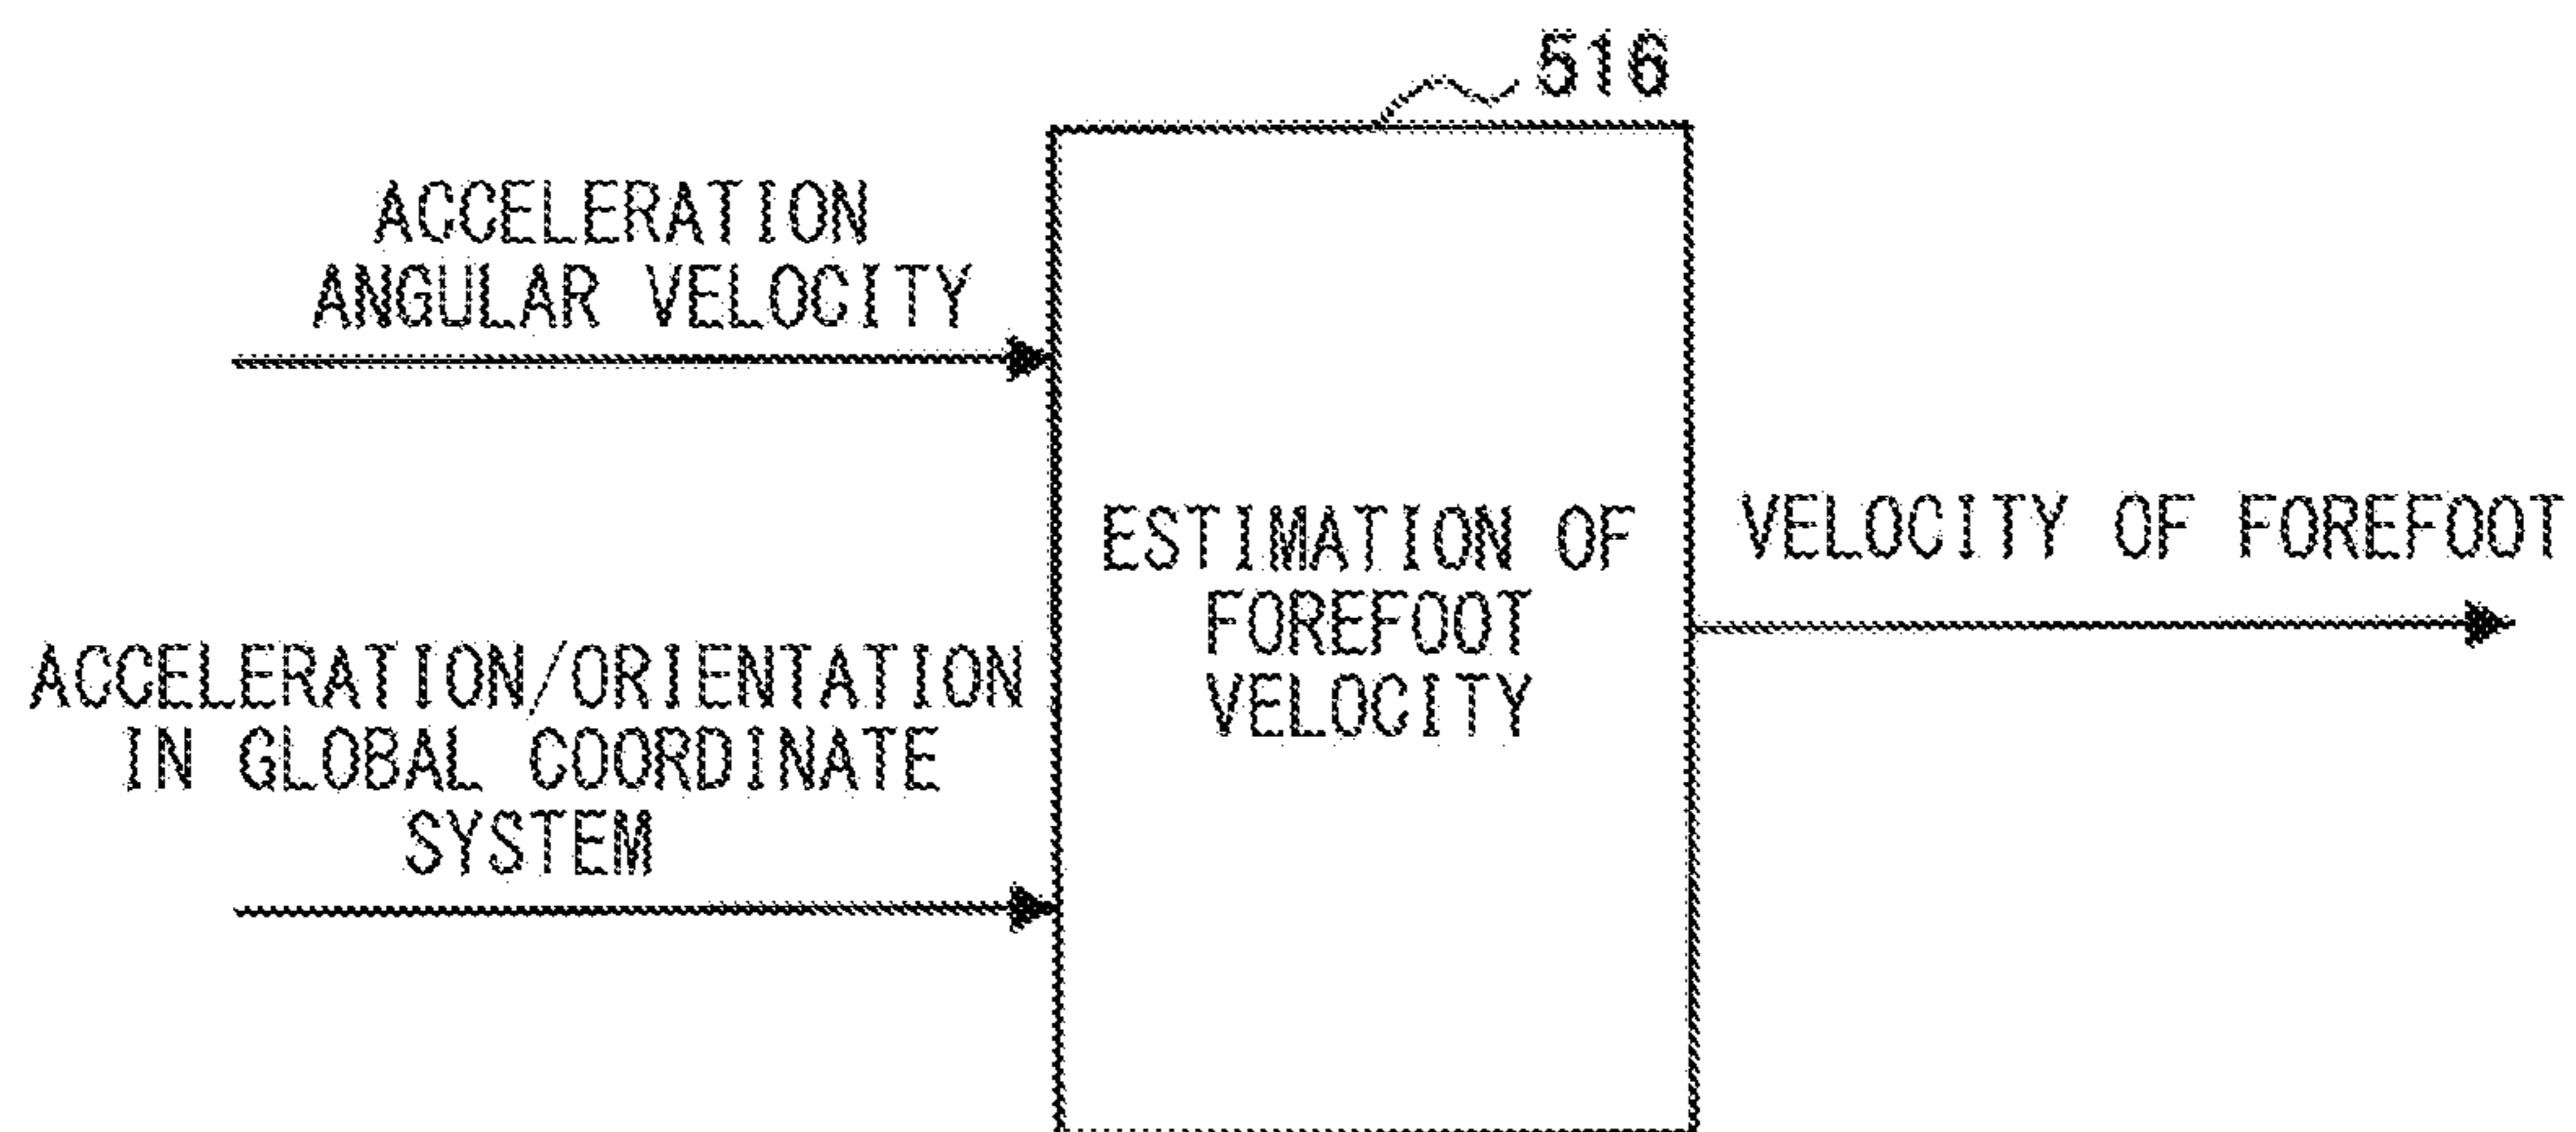 516
ACCELERATION
ANGULAR VELOCITY
ESTIMATION OF
FOREFOOT
VELOCITY
VELOCITY OF FOREFOOT
ACCELERATION/ORIENTATION
IN GLOBAL COORDINATE
SYSTEM